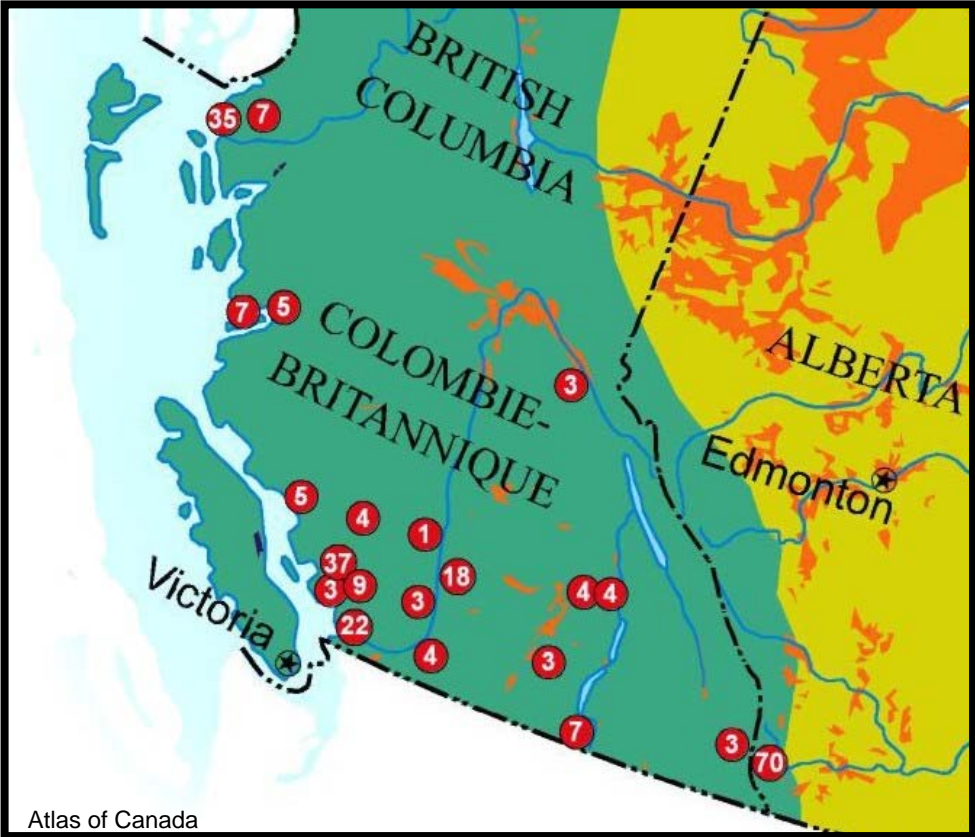 BRITISH
COLUMBIA
35 7
7 5
COLOMBIE-
BRITANNIQUE
ALBERTA
3
Edmonton
5
4
1
37
3 9
18
3
4 4
22
4
3
Victoria
7
3
70
Atlas of Canada